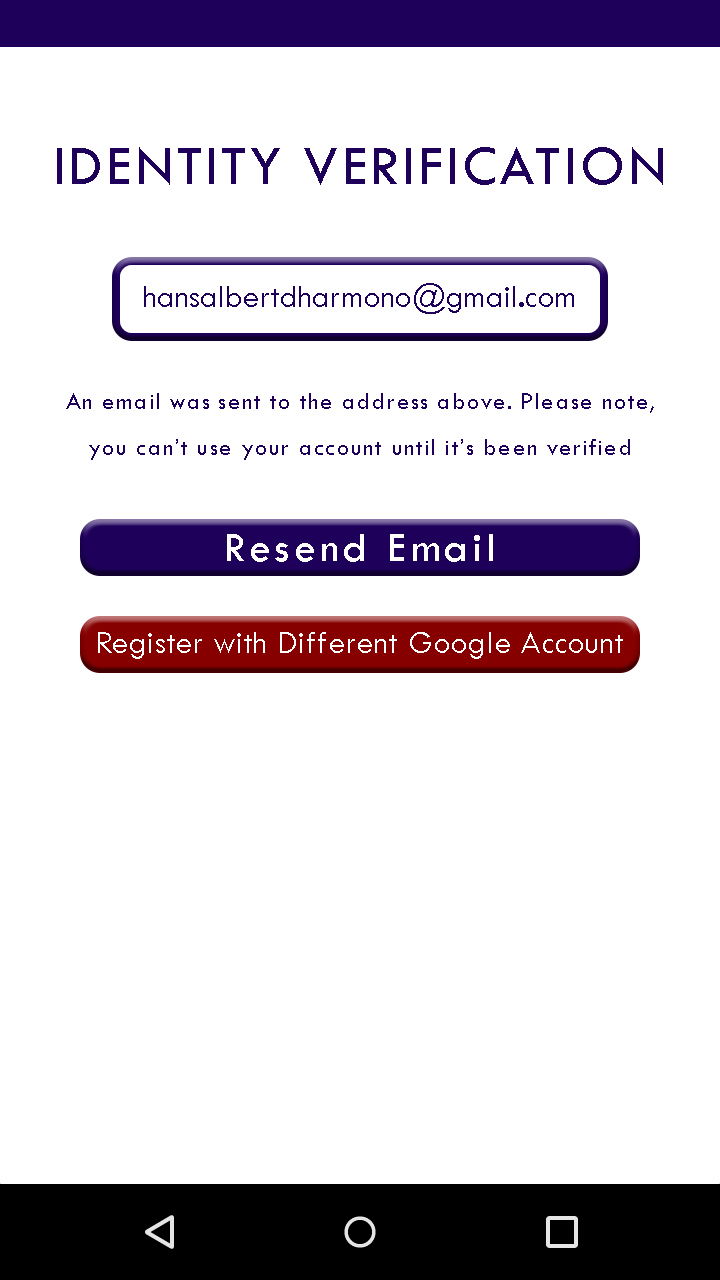 IDENTITY VERIFICATION
hansalbertdharmono@gmail.com
An email was sent to the address above. Please note,
you can’t use your account until it’s been verified
Resend Email
Register with Different Google Account